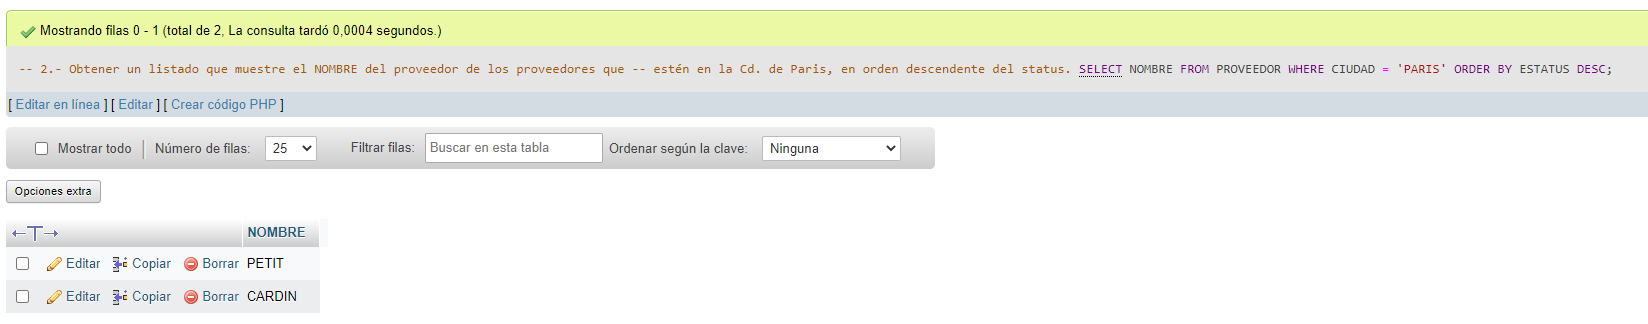 Mostrando filas 0 - 1 (total de 2, La consulta tardó 0,0004 segundos.)
-- 2.- Obtener un listado que muestre el NOMBRE del proveedor de los proveedores que -- estén en la Cd. de Paris, en orden descendente del status. SELECT NOMBRE FROM PROVEEDOR WHERE CIUDAD = 'PARIS' ORDER BY ESTATUS DESC;
[ Editar en línea ] [ Editar ] [ Crear código PHP ]
Mostrar todo Número de filas: 25 Filtrar filas: Buscar en esta tabla Ordenar según la clave: Ninguna
Opciones extra
←T→ NOMBRE
Editar Copiar Borrar PETIT
Editar Copiar Borrar CARDIN